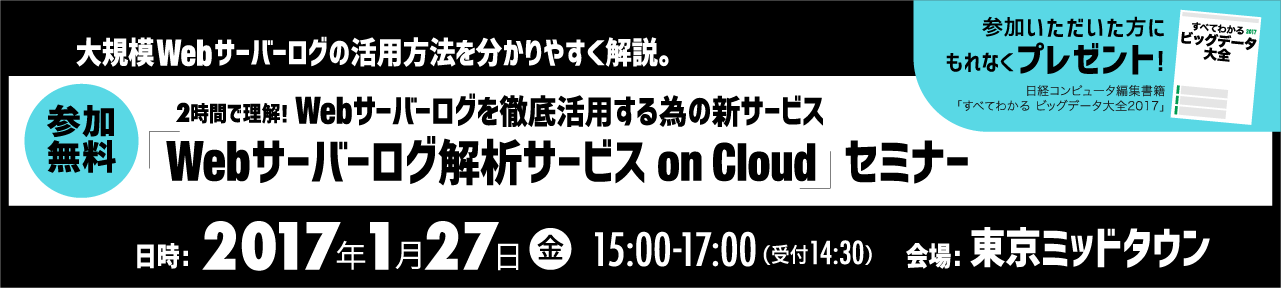 大規模Webサーバーログの活用方法を分かりやすく解説。
参加いただいた方に
もれなくプレゼント!
日経コンピュータ編集書籍
「すべてわかる ビッグデータ大全2017」
すべてわかる 2017
ビッグデータ
大全
参加
無料
2時間で理解! Webサーバーログを徹底活用する為の新サービス
「Webサーバーログ解析サービス on Cloud」セミナー
日時: 2017年1月27日 金 15:00-17:00(受付14:30) 会場: 東京ミッドタウン